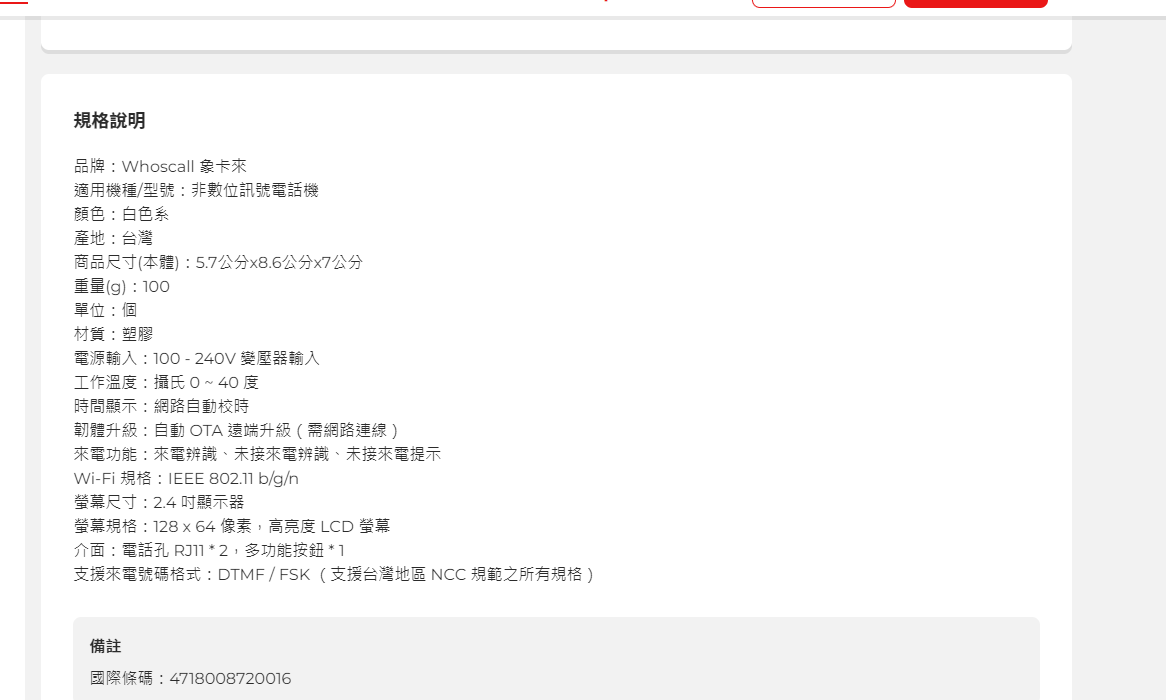 規格說明
品牌：Whoscall 象卡來
適用機種/型號：非數位訊號電話機
顏色：白色系
產地：台灣
商品尺寸(本體)：5.7公分x8.6公分x7公分
重量(g)：100
單位：個
材質：塑膠
電源輸入：100 - 240V 變壓器輸入
工作溫度：攝氏 0 ~ 40 度
時間顯示：網路自動校時
韌體升級：自動 OTA 遠端升級 ( 需網路連線 )
來電功能：來電辨識、未接來電辨識、未接來電提示
Wi-Fi 規格：IEEE 802.11 b/g/n
螢幕尺寸：2.4 吋顯示器
螢幕規格：128 x 64 像素，高亮度 LCD 螢幕
介面：電話孔 RJ11 * 2，多功能按鈕 * 1
支援來電號碼格式：DTMF / FSK （ 支援台灣地區 NCC 規範之所有規格 )
備註
國際條碼：4718008720016